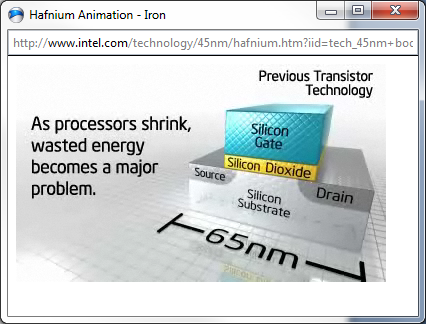 Hafnium Animation - Iron
http://www.intel.com/technology/45nm/hafnium.htm?iid=tech_45nm+bod
Previous Transistor
Technology
As processors shrink,
wasted energy
becomes a major
problem.
Silicon
Gate
Silicon Dioxide
Source
Drain
Silicon
Substrate
65nm